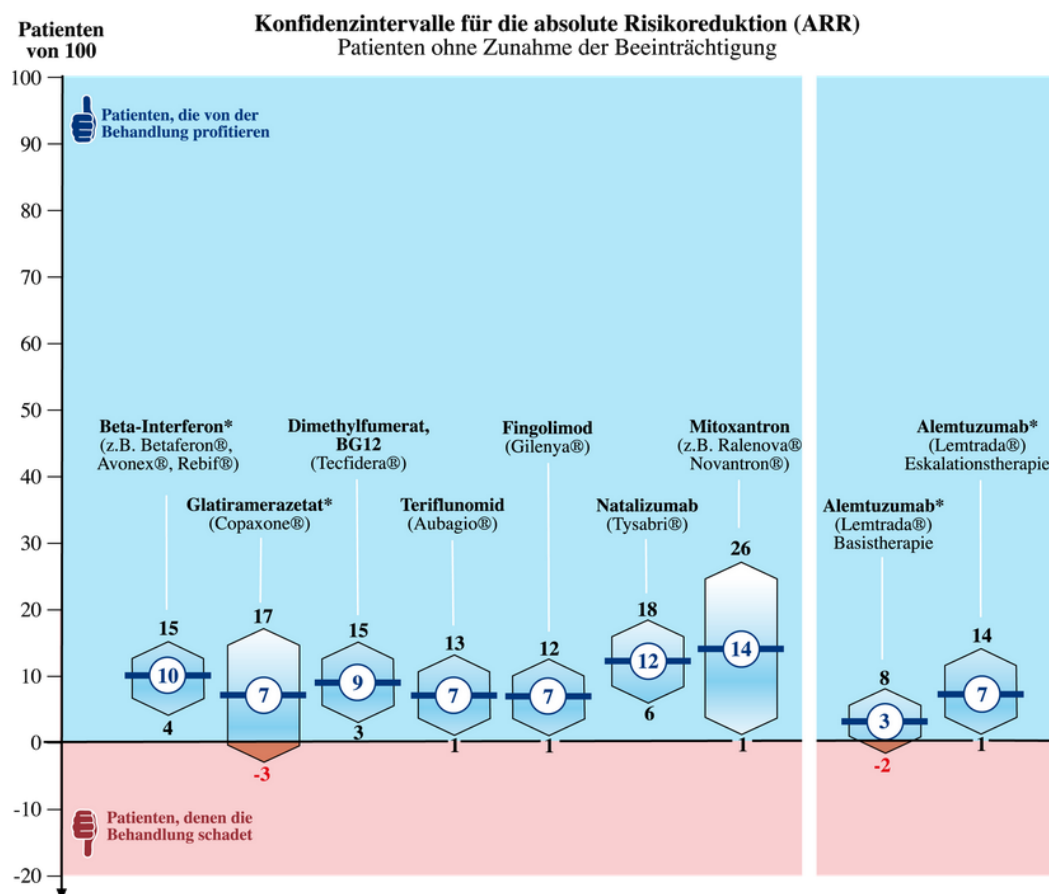 Konfidenzintervalle für die absolute Risikoreduktion (ARR)
Patienten ohne Zunahme der Beeinträchtigung
Patienten
von 100
100
90
80
70
60
50
40
30
20
10
0
-10
-20
Patienten, die von der
Behandlung profitieren
Beta-Interferon*
(z.B. Betaferon®,
Avonex®, Rebif®)
15
10
4
Glatiramerazetat*
(Copaxone®)
17
7
-3
Dimethylfumerat,
BG12
(Tecfidera®)
15
9
3
Teriflunomid
(Aubagio®)
13
7
1
Fingolimod
(Gilenya®)
12
7
1
Natalizumab
(Tysabri®)
18
12
6
Mitoxantron
(z.B. Ralenova®
Novantron®)
26
14
1
Alemtuzumab*
(Lemtrada®)
Basistherapie
8
3
-2
Alemtuzumab*
(Lemtrada®)
Eskalationstherapie
14
7
1
Patienten, denen die
Behandlung schadet